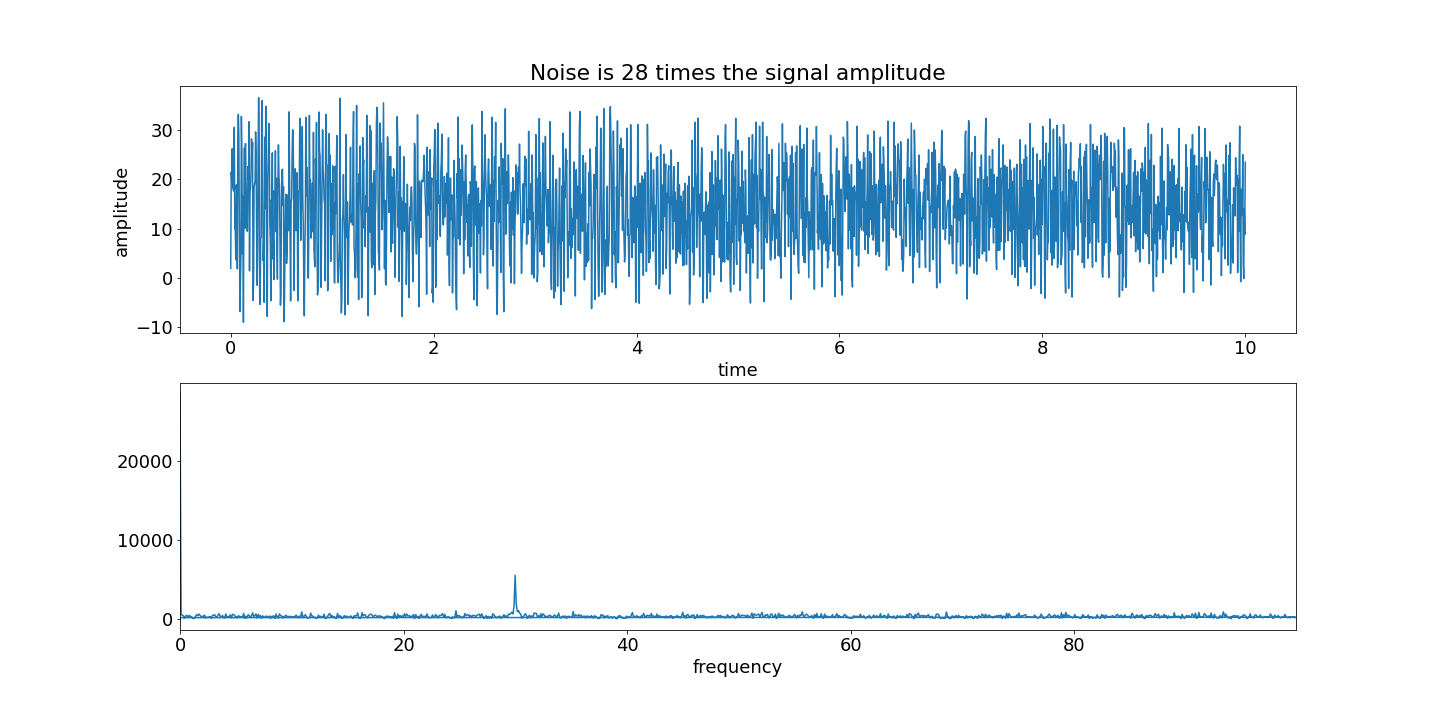 Noise is 28 times the signal amplitude
30
20
10
0
−10
amplitude
0 2 4 6 8 10
time
20000
10000
0
0 20 40 60 80
frequency